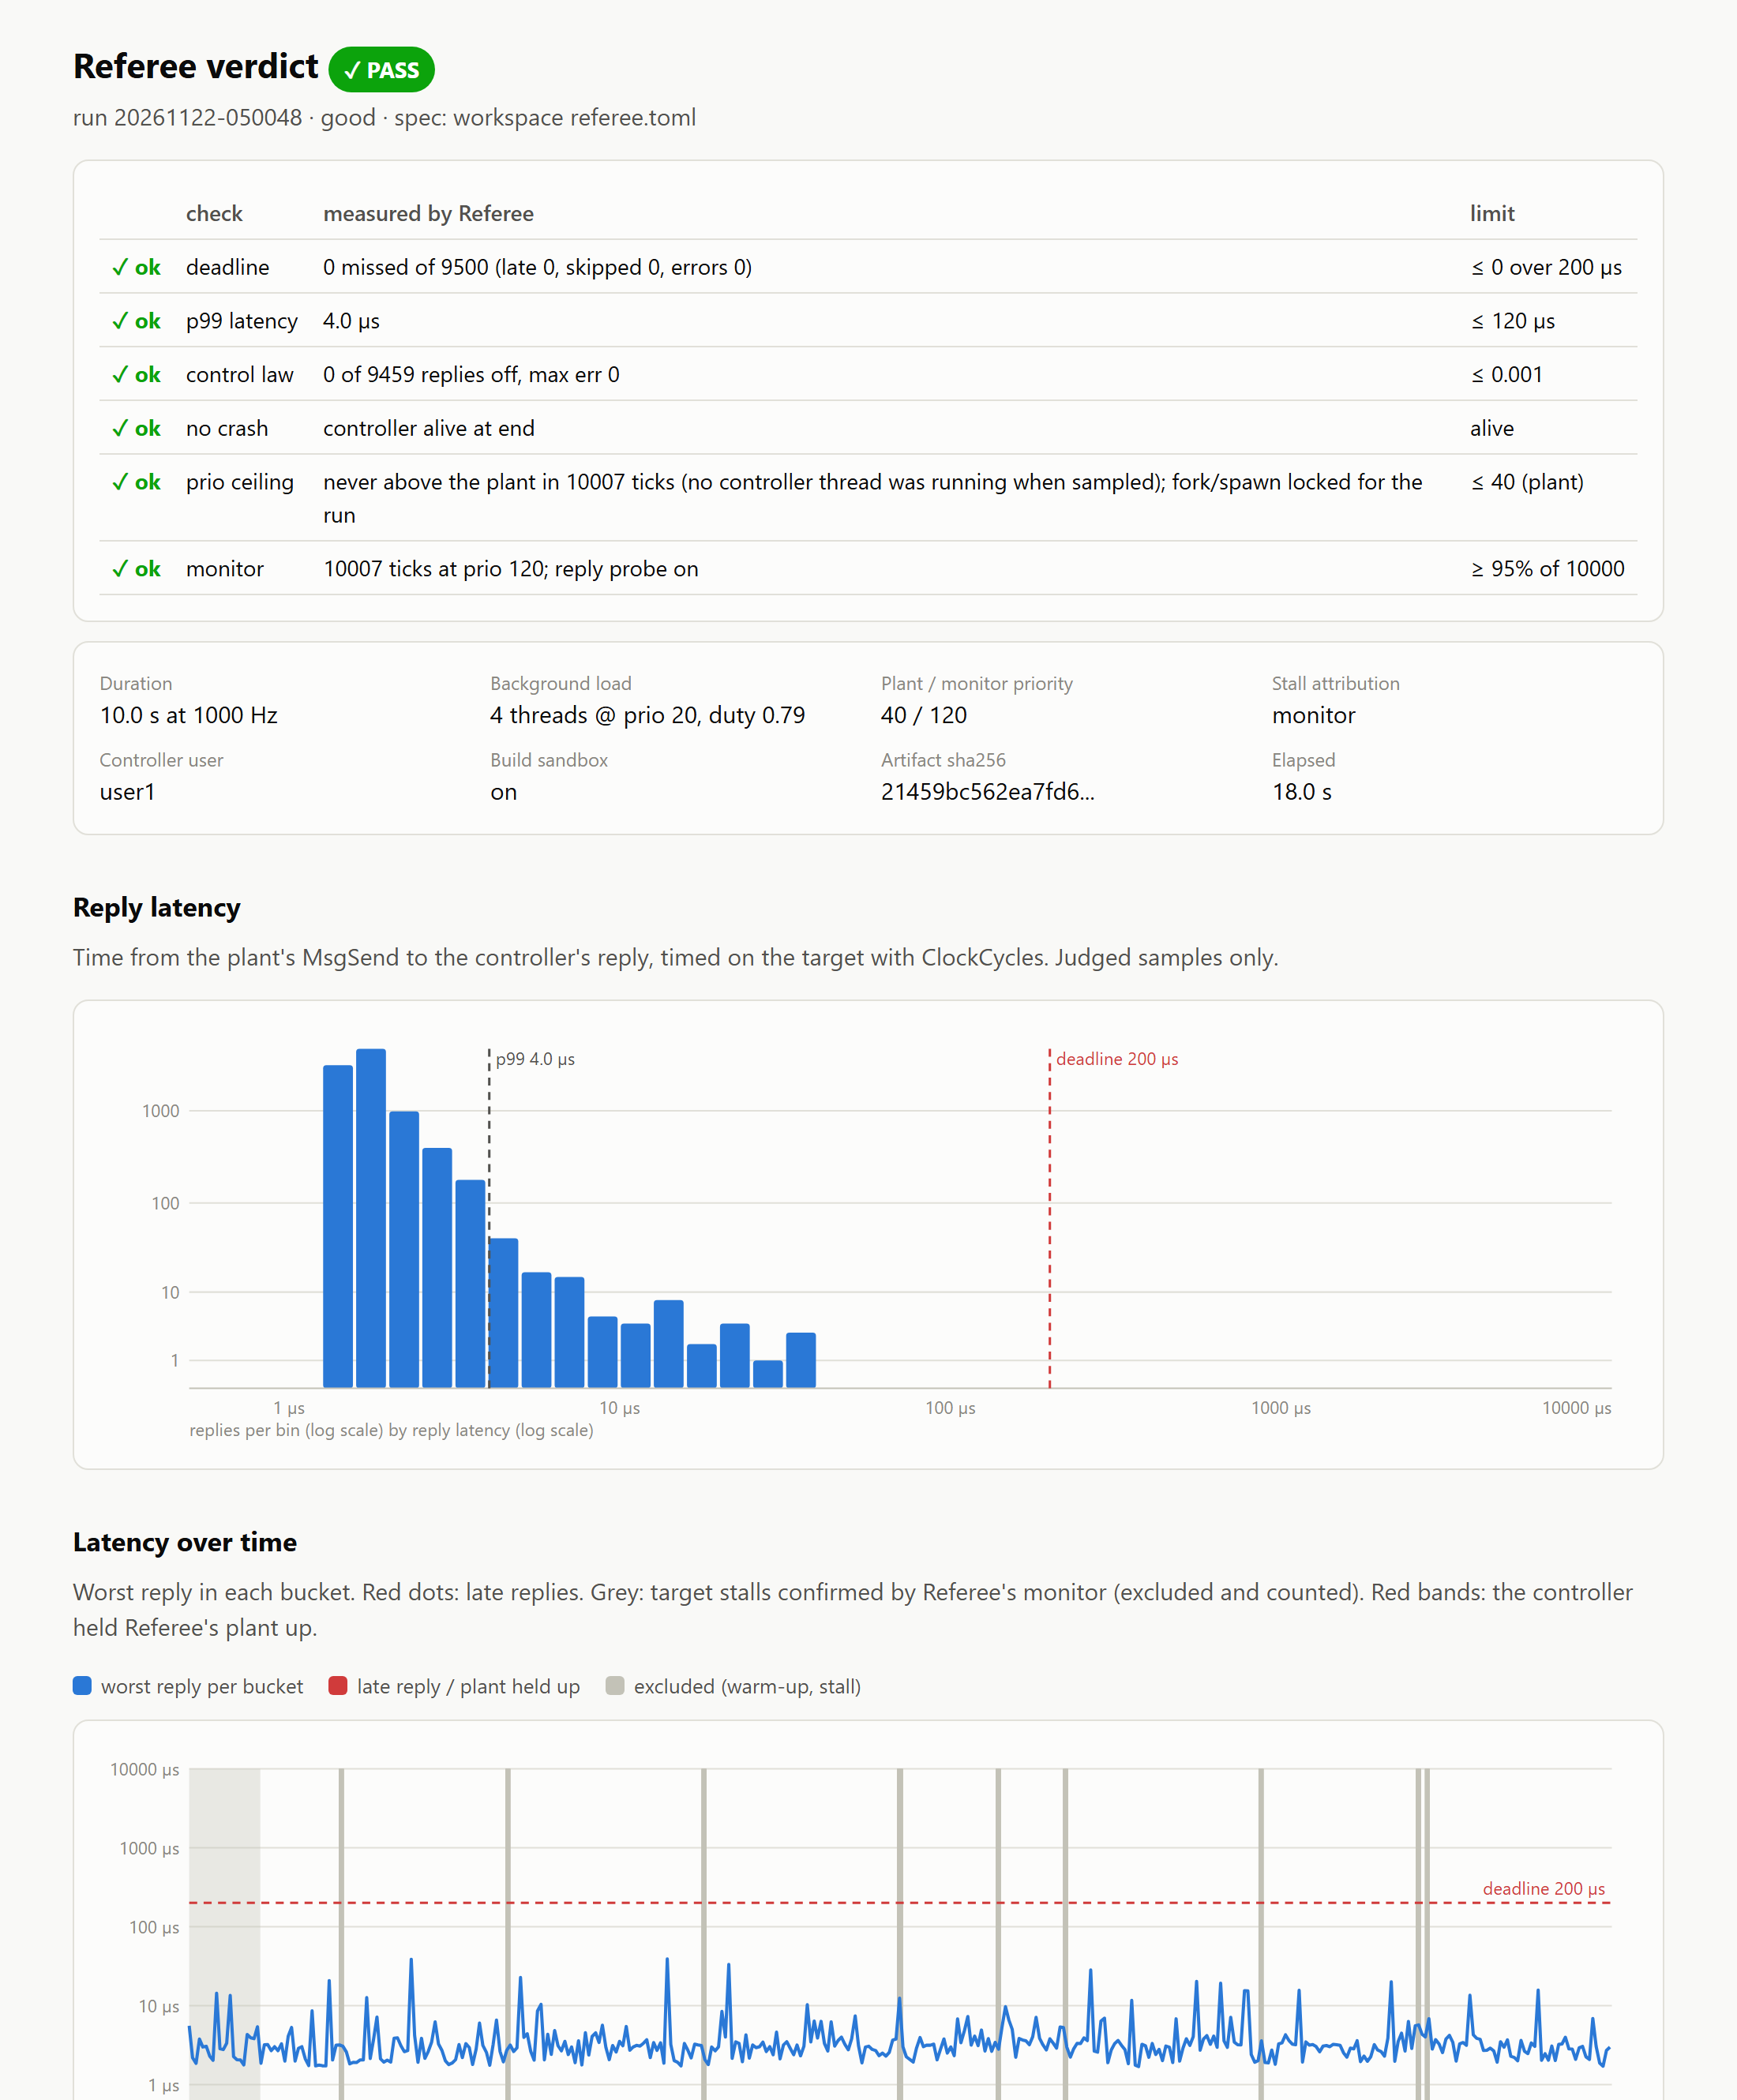 Referee verdict ✓ PASS
run 20261122-050048 · good · spec: workspace referee.toml
check measured by Referee limit
✓ ok deadline 0 missed of 9500 (late 0, skipped 0, errors 0) ≤ 0 over 200 µs
✓ ok p99 latency 4.0 µs ≤ 120 µs
✓ ok control law 0 of 9459 replies off, max err 0 ≤ 0.001
✓ ok no crash controller alive at end alive
✓ ok prio ceiling never above the plant in 10007 ticks (no controller thread was running when sampled); fork/spawn locked for the ≤ 40 (plant)
run
✓ ok monitor 10007 ticks at prio 120; reply probe on ≥ 95% of 10000
Duration Background load Plant / monitor priority Stall attribution
10.0 s at 1000 Hz 4 threads @ prio 20, duty 0.79 40 / 120 monitor
Controller user Build sandbox Artifact sha256 Elapsed
user1 on 21459bc562ea7fd6... 18.0 s
Reply latency
Time from the plant's MsgSend to the controller's reply, timed on the target with ClockCycles. Judged samples only.
p99 4.0 µs deadline 200 µs
1000
100
10
1
1 µs 10 µs 100 µs 1000 µs 10000 µs
replies per bin (log scale) by reply latency (log scale)
Latency over time
Worst reply in each bucket. Red dots: late replies. Grey: target stalls confirmed by Referee's monitor (excluded and counted). Red bands: the controller
held Referee's plant up.
worst reply per bucket late reply / plant held up excluded (warm-up, stall)
10000 µs
1000 µs
deadline 200 µs
100 µs
10 µs
1 µs